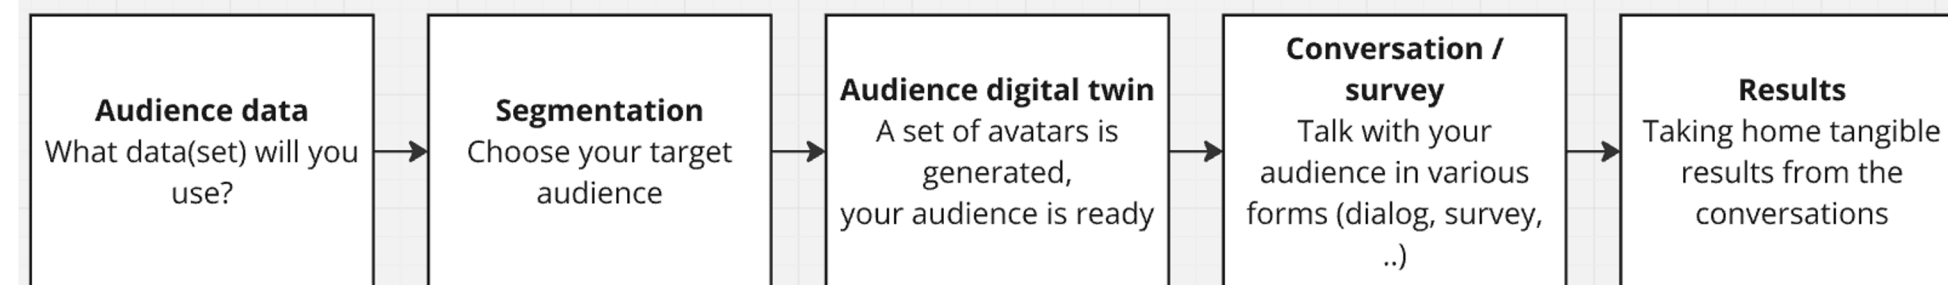 Audience data
What data(set) will you
use?
Segmentation
Choose your target
audience
Audience digital twin
A set of avatars is
generated,
your audience is ready
Conversation /
survey
Talk with your
audience in various
forms (dialog, survey,
..)
Results
Taking home tangible
results from the
conversations